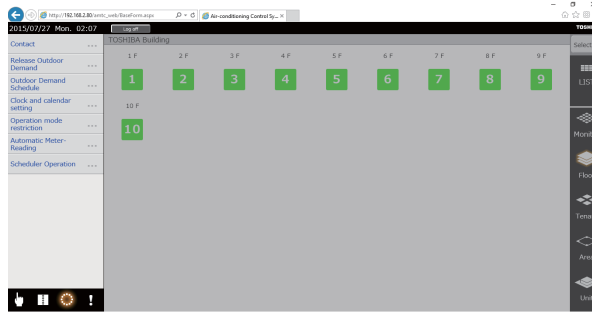 http://192.168.2.80/smtc_web/BaseForm.aspx
Air-conditioning Control Sy...
2015/07/27 Mon. 02:07
Log off
TOSHI
TOSHIBA Building
Contact
Select
Release Outdoor
Demand
Outdoor Demand
Schedule
Clock and calendar
setting
Operation mode
restriction
Automatic Meter-
Reading
Scheduler Operation
1 F 2 F 3 F 4 F 5 F 6 F 7 F 8 F 9 F
1 2 3 4 5 6 7 8 9
10 F
10
LIST
Monit
Floo
Tena
Area
Unit